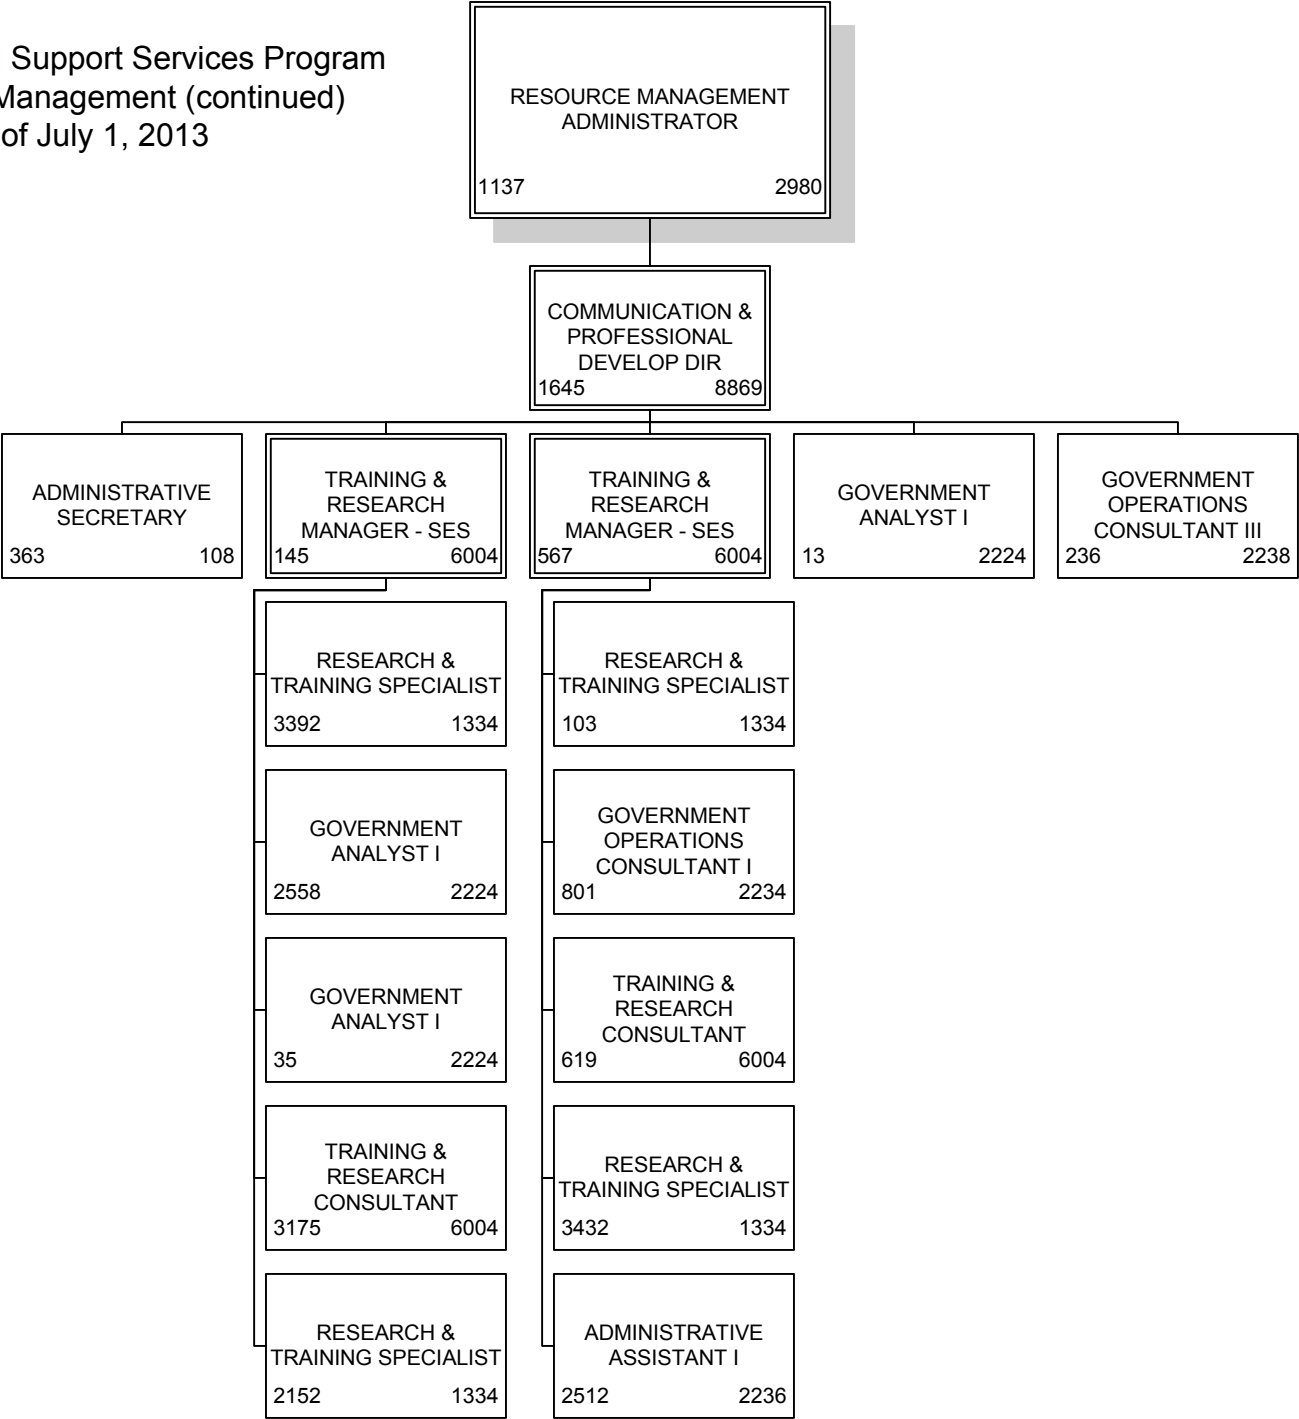 Support Services Program
Management (continued)
of July 1, 2013
RESOURCE MANAGEMENT
ADMINISTRATOR
1137 2980
COMMUNICATION &
PROFESSIONAL
DEVELOP DIR
1645 8869
ADMINISTRATIVE
SECRETARY
363 108
TRAINING &
RESEARCH
MANAGER - SES
145 6004
TRAINING &
RESEARCH
MANAGER - SES
567 6004
GOVERNMENT
ANALYST I
13 2224
GOVERNMENT
OPERATIONS
CONSULTANT III
236 2238
RESEARCH &
TRAINING SPECIALIST
3392 1334
GOVERNMENT
ANALYST I
2558 2224
GOVERNMENT
ANALYST I
35 2224
TRAINING &
RESEARCH
CONSULTANT
3175 6004
RESEARCH &
TRAINING SPECIALIST
2152 1334
RESEARCH &
TRAINING SPECIALIST
103 1334
GOVERNMENT
OPERATIONS
CONSULTANT I
801 2234
TRAINING &
RESEARCH
CONSULTANT
619 6004
RESEARCH &
TRAINING SPECIALIST
3432 1334
ADMINISTRATIVE
ASSISTANT I
2512 2236